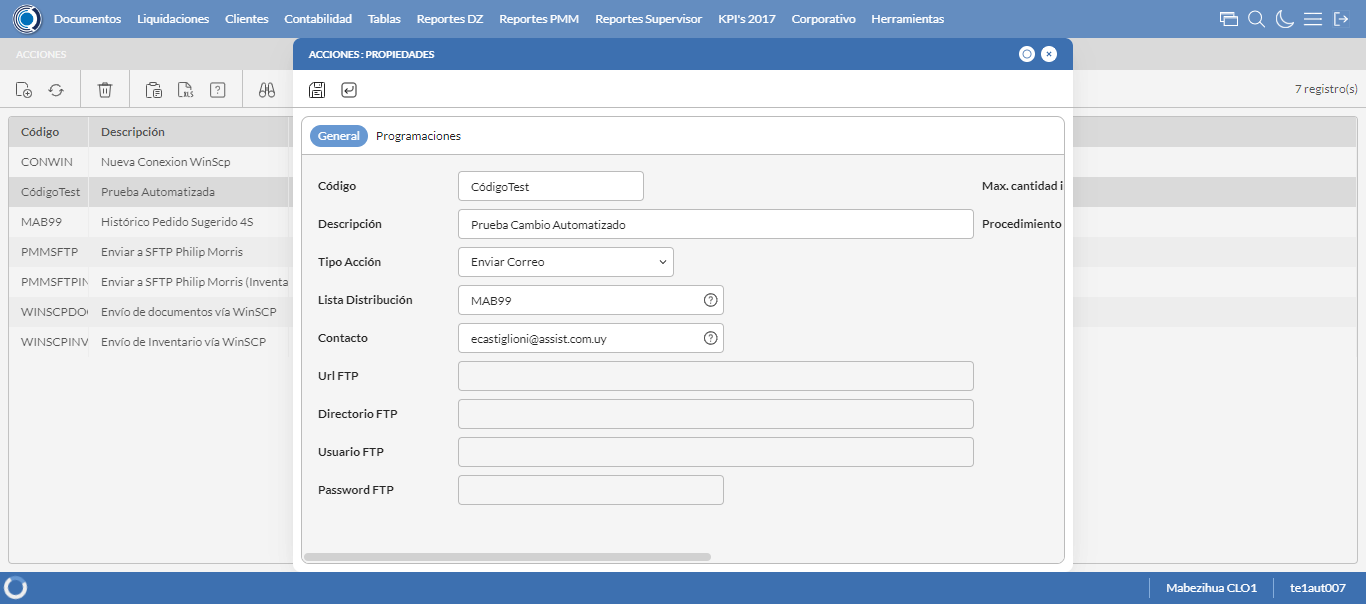 Documentos Liquidaciones Clientes Contabilidad Tablas Reportes DZ Reportes PMM Reportes Supervisor KPI's 2017 Corporativo Herramientas
ACCIONES
ACCIONES : PROPIEDADES
XLS
7 registro(s)
Código Descripción
CONWIN Nueva Conexion WinScp
CódigoTest Prueba Automatizada
MAB99 Histórico Pedido Sugerido 4S
PMMSFTP Enviar a SFTP Philip Morris
PMMSFTPIN Enviar a SFTP Philip Morris (Inventa
WINSCPDO Envío de documentos vía WinSCP
WINSCPINV Envío de Inventario vía WinSCP
General Programaciones
Código CódigoTest Max. cantidad i
Descripción Prueba Cambio Automatizado Procedimiento
Tipo Acción Enviar Correo
Lista Distribución MAB99
Contacto ecastiglioni@assist.com.uy
Url FTP
Directorio FTP
Usuario FTP
Password FTP
Mabezihua CLO1 te1aut007